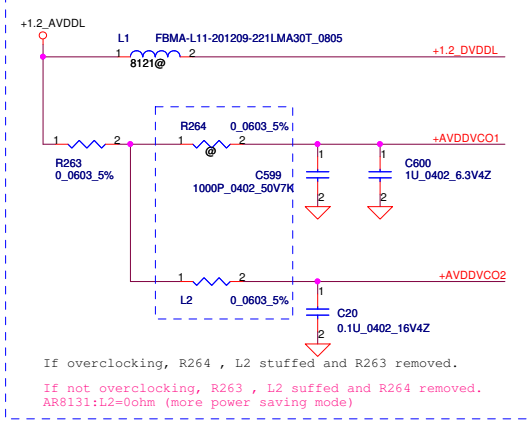 +1.2_AVDDL
L1 FBMA-L11-201209-221LMA30T_0805
1 2 +1.2_DVDDL
8121@
R264 0_0603_5%
1 2 1 2 +AVDDVCO1
@
R263 C599 1 1 C600
0_0603_5% 1000P_0402_50V7K 1U_0402_6.3V4Z
2 2
1 2 +AVDDVCO2
L2 0_0603_5% 1
C20
0.1U_0402_16V4Z
2
If overclocking, R264 , L2 stuffed and R263 removed.
If not overclocking, R263 , L2 suffed and R264 removed.
AR8131:L2=0ohm (more power saving mode)